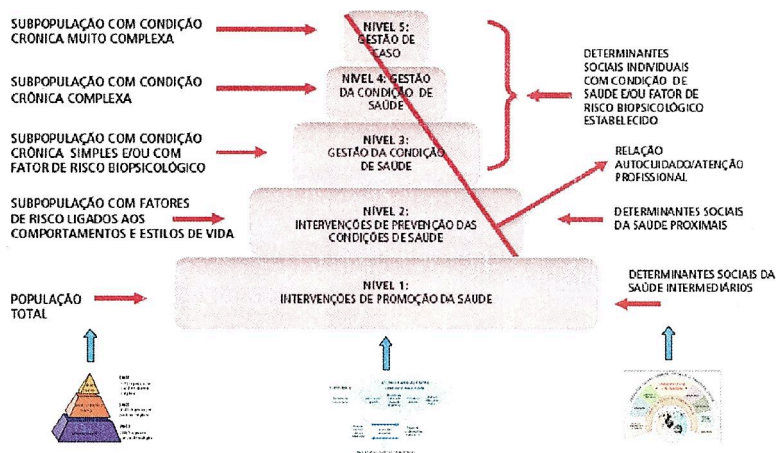 SUBPOPULAÇÃO COM CONDIÇÃO
CRÔNICA MUITO COMPLEXA
SUBPOPULAÇÃO COM CONDIÇÃO
CRÔNICA COMPLEXA
SUBPOPULAÇÃO COM CONDIÇÃO
CRÔNICA SIMPLES E/OU COM
FATOR DE RISCO BIOPSICOLÓGICO
SUBPOPULAÇÃO COM FATORES
DE RISCO LIGADOS AOS
COMPORTAMENTOS E ESTILOS DE VIDA
POPULAÇÃO
TOTAL
NÍVEL 5:
GESTÃO DE
CASO
NÍVEL 4: GESTÃO
DA CONDIÇÃO DE
SAÚDE
NÍVEL 3:
GESTÃO DA CONDIÇÃO
DE SAÚDE
NÍVEL 2:
INTERVENÇÕES DE PREVENÇÃO DAS
CONDIÇÕES DE SAÚDE
NÍVEL 1:
INTERVENÇÕES DE PROMOÇÃO DA SAÚDE
DETERMINANTES
SOCIAIS INDIVIDUAIS
COM CONDIÇÃO DE
SAÚDE E/OU FATOR DE
RISCO BIOPSICOLÓGICO
ESTABELECIDO
RELAÇÃO
AUTOCUIDADO/ATENÇÃO
PROFISSIONAL
DETERMINANTES SOCIAIS
DA SAÚDE PROXIMAIS
DETERMINANTES SOCIAIS DA
SAÚDE INTERMEDIÁRIOS